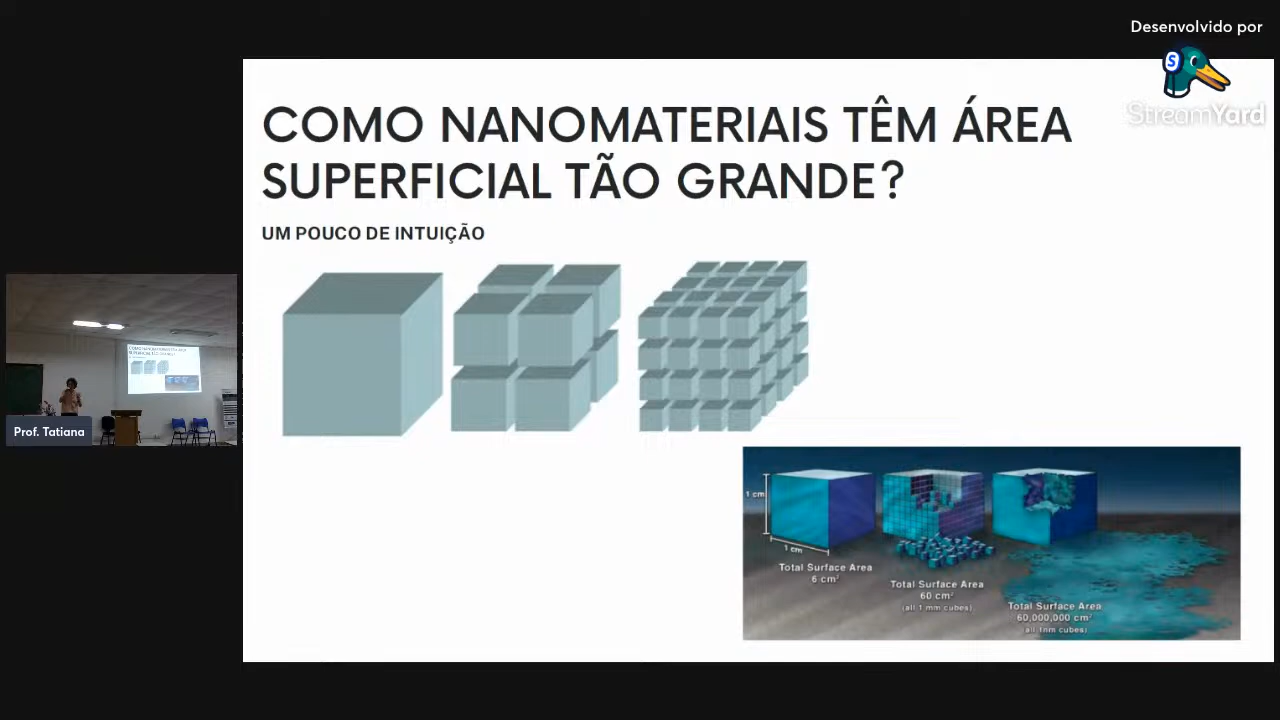 Desenvolvido por
StreamYard
COMO NANOMATERIAIS TÊM ÁREA
SUPERFICIAL TÃO GRANDE?
UM POUCO DE INTUIÇÃO
Prof. Tatiana
1 cm
1 cm
Total Surface Area
6 cm²
Total Surface Area
60 cm²
(all 1 mm cubes)
Total Surface Area
60,000,000 cm²
(all 1nm cubes)